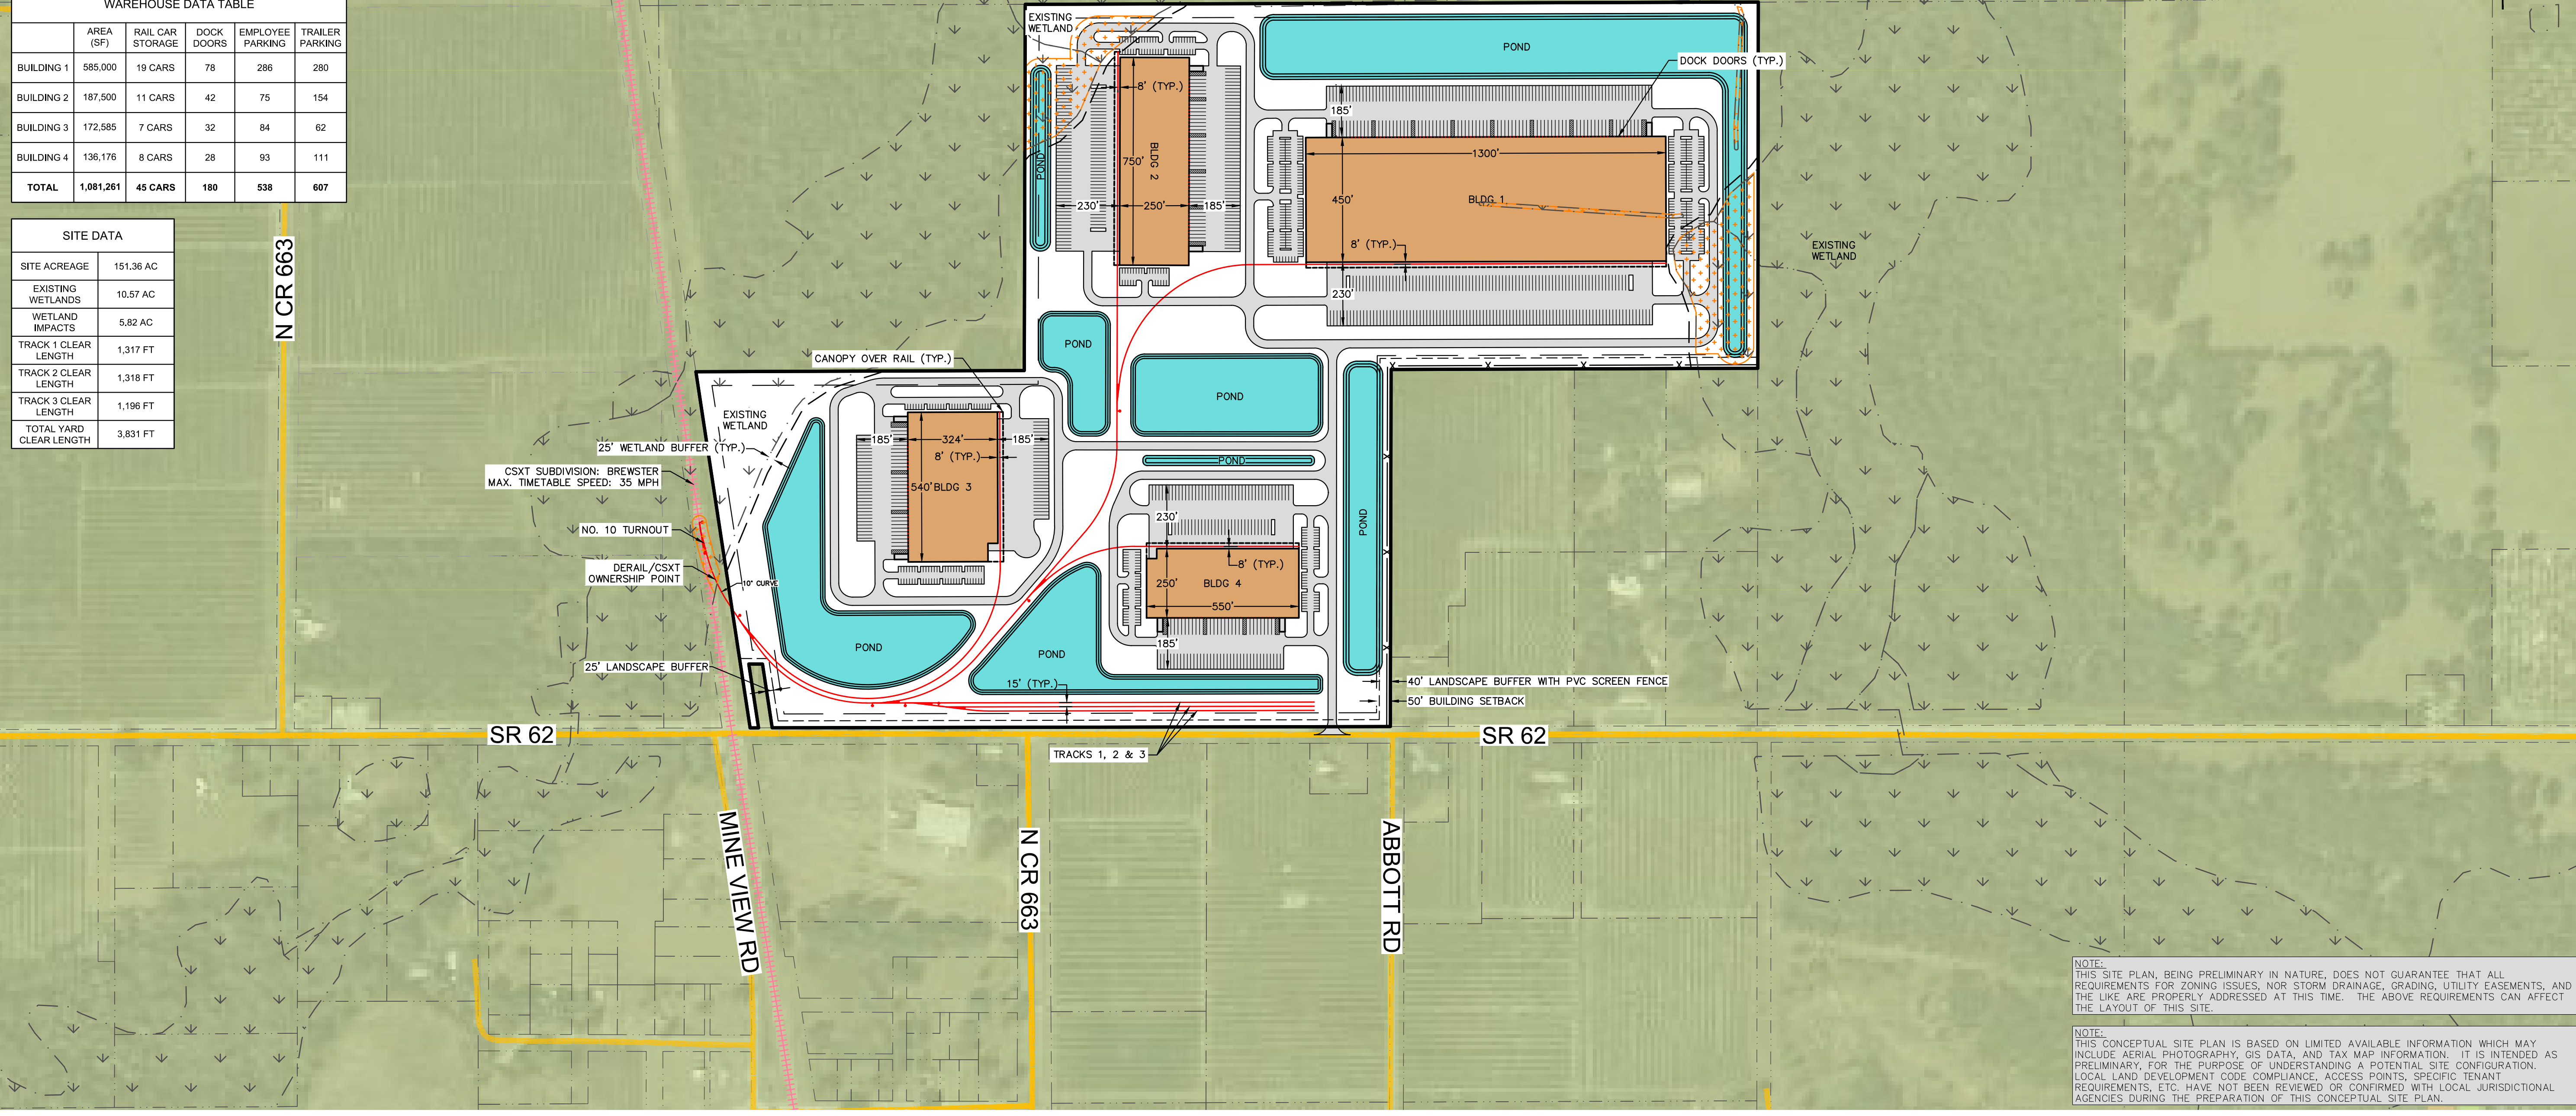 WAREHOUSE DATA TABLE
AREA (SF) RAIL CAR STORAGE DOCK DOORS EMPLOYEE PARKING TRAILER PARKING
BUILDING 1 585,000 19 CARS 78 286 280
BUILDING 2 187,500 11 CARS 42 75 154
BUILDING 3 172,585 7 CARS 32 84 62
BUILDING 4 136,176 8 CARS 28 93 111
TOTAL 1,081,261 45 CARS 180 538 607
SITE DATA
SITE ACREAGE 151.36 AC
EXISTING WETLANDS 10.57 AC
WETLAND IMPACTS 5.82 AC
TRACK 1 CLEAR LENGTH 1,317 FT
TRACK 2 CLEAR LENGTH 1,318 FT
TRACK 3 CLEAR LENGTH 1,196 FT
TOTAL YARD CLEAR LENGTH 3,831 FT
N CR 663
EXISTING
WETLAND
POND
DOCK DOORS (TYP.)
8' (TYP.)
185'
750'
BLDG 2
POND
1300'
230'
250'
185'
450'
BLDG 1
8' (TYP.)
230'
EXISTING
WETLAND
POND
CANOPY OVER RAIL (TYP.)
POND
EXISTING
WETLAND
25' WETLAND BUFFER (TYP.)
185'
324'
185'
8' (TYP.)
540'
BLDG 3
POND
CSXT SUBDIVISION: BREWSTER
MAX. TIMETABLE SPEED: 35 MPH
230'
POND
NO. 10 TURNOUT
DERAIL/CSXT
OWNERSHIP POINT
10° CURVE
8' (TYP.)
250'
BLDG 4
550'
185'
POND
POND
25' LANDSCAPE BUFFER
15' (TYP.)
40' LANDSCAPE BUFFER WITH PVC SCREEN FENCE
50' BUILDING SETBACK
SR 62
SR 62
TRACKS 1, 2 & 3
MINE VIEW RD
N CR 663
ABBOTT RD
NOTE:
THIS SITE PLAN, BEING PRELIMINARY IN NATURE, DOES NOT GUARANTEE THAT ALL
REQUIREMENTS FOR ZONING ISSUES, NOR STORM DRAINAGE, GRADING, UTILITY EASEMENTS, AND
THE LIKE ARE PROPERLY ADDRESSED AT THIS TIME. THE ABOVE REQUIREMENTS CAN AFFECT
THE LAYOUT OF THIS SITE.
NOTE:
THIS CONCEPTUAL SITE PLAN IS BASED ON LIMITED AVAILABLE INFORMATION WHICH MAY
INCLUDE AERIAL PHOTOGRAPHY, GIS DATA, AND TAX MAP INFORMATION. IT IS INTENDED AS
PRELIMINARY, FOR THE PURPOSE OF UNDERSTANDING A POTENTIAL SITE CONFIGURATION.
LOCAL LAND DEVELOPMENT CODE COMPLIANCE, ACCESS POINTS, SPECIFIC TENANT
REQUIREMENTS, ETC. HAVE NOT BEEN REVIEWED OR CONFIRMED WITH LOCAL JURISDICTIONAL
AGENCIES DURING THE PREPARATION OF THIS CONCEPTUAL SITE PLAN.